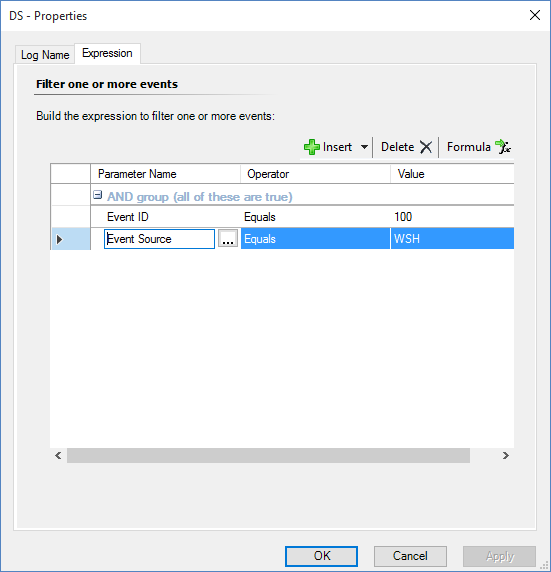 DS - Properties
Log Name Expression
Filter one or more events
Build the expression to filter one or more events:
Insert Delete Formula fx
Parameter Name Operator Value
AND group (all of these are true)
Event ID Equals 100
Event Source ... Equals WSH
OK Cancel Apply